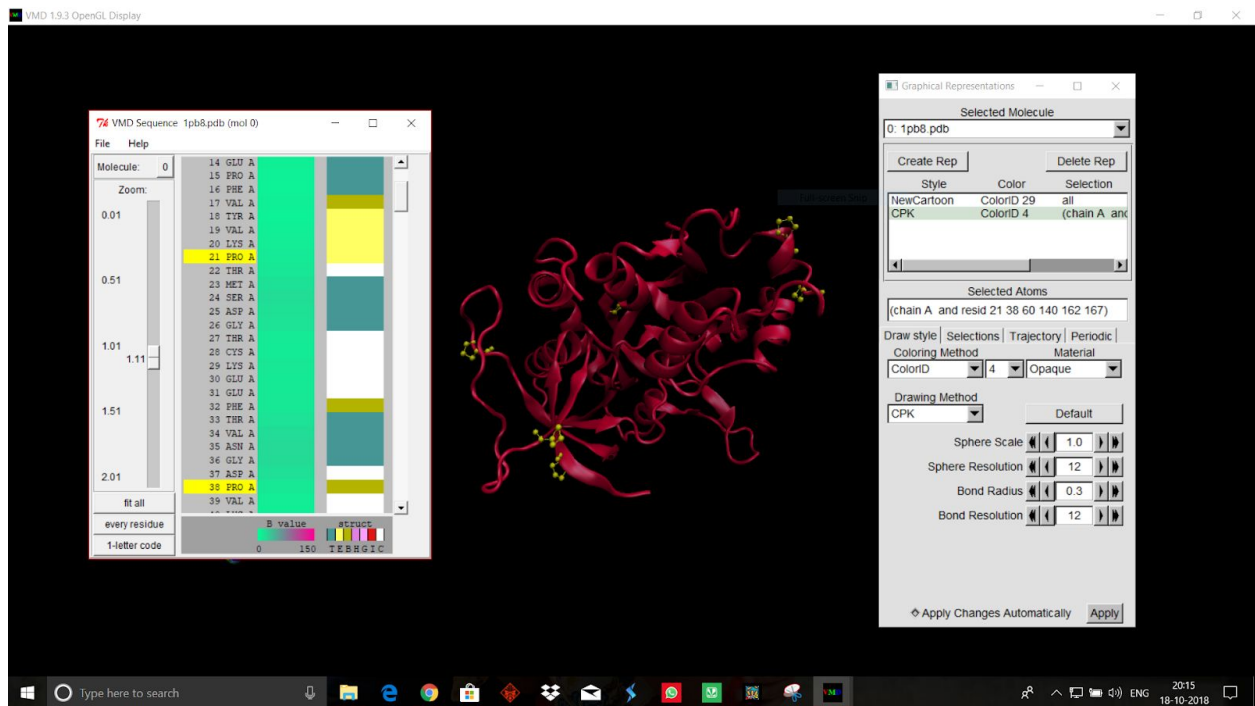 VMD 1.9.3 OpenGL Display
VMD Sequence 1pb8.pdb (mol 0)
File Help
Molecule: 0
Zoom:
0.01
0.51
1.01
1.11
1.51
2.01
fit all
every residue
1-letter code
14 GLU A
15 PRO A
16 PHE A
17 VAL A
18 TYR A
19 VAL A
20 LYS A
21 PRO A
22 THR A
23 MET A
24 SER A
25 ASP A
26 GLY A
27 THR A
28 CYS A
29 LYS A
30 GLU A
31 GLU A
32 PHE A
33 THR A
34 VAL A
35 ASN A
36 GLY A
37 ASP A
38 PRO A
39 VAL A
B value struct
0 150 T E B H G I C
Graphical Representations
Selected Molecule
0: 1pb8.pdb
Create Rep Delete Rep
Style Color Selection
NewCartoon ColorID 29 all
CPK ColorID 4 (chain A and
Selected Atoms
(chain A and resid 21 38 60 140 162 167)
Draw style Selections Trajectory Periodic
Coloring Method Material
ColorID 4 Opaque
Drawing Method
CPK Default
Sphere Scale 1.0
Sphere Resolution 12
Bond Radius 0.3
Bond Resolution 12
Apply Changes Automatically Apply
Type here to search
ENG
20:15
18-10-2018